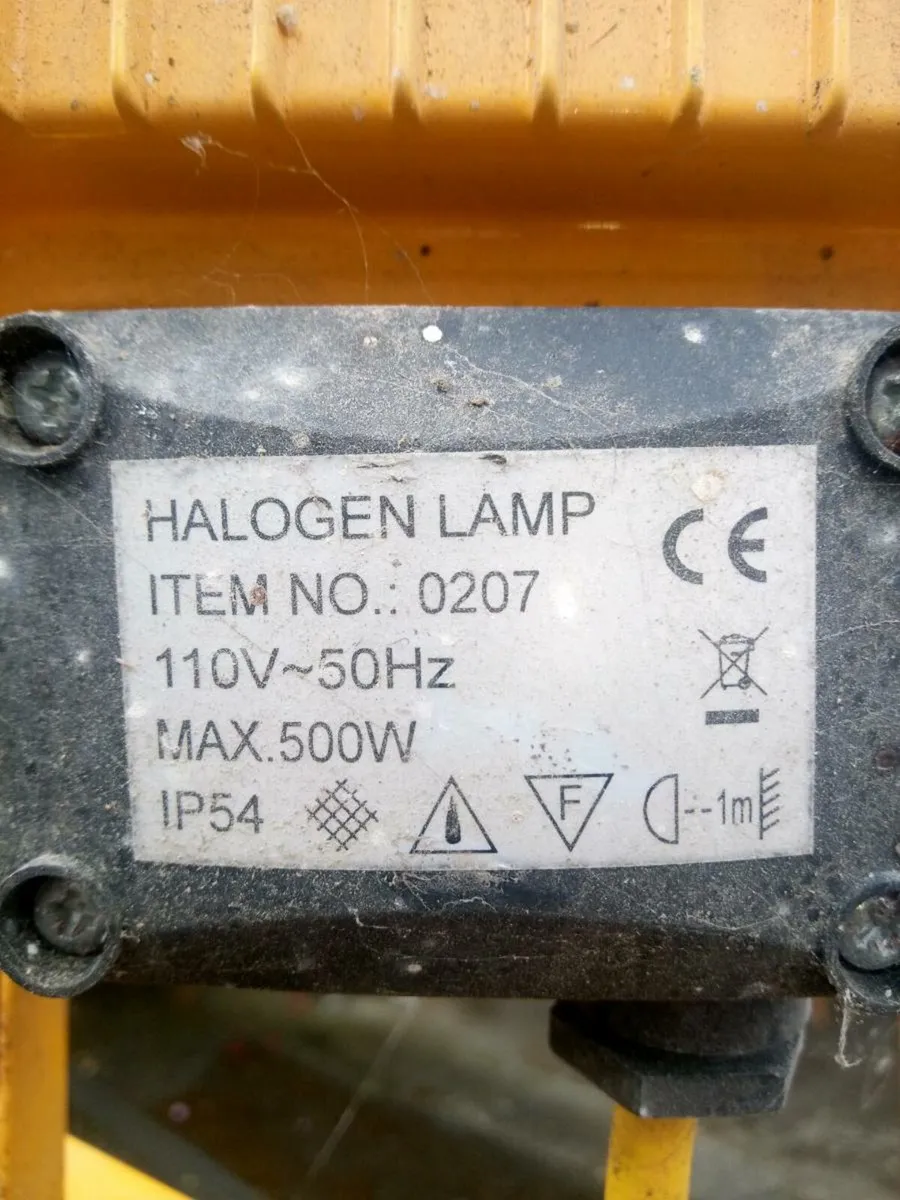 HALOGEN LAMP
CE
ITEM NO.: 0207
110V~50Hz
MAX.500W
IP54 F --1m